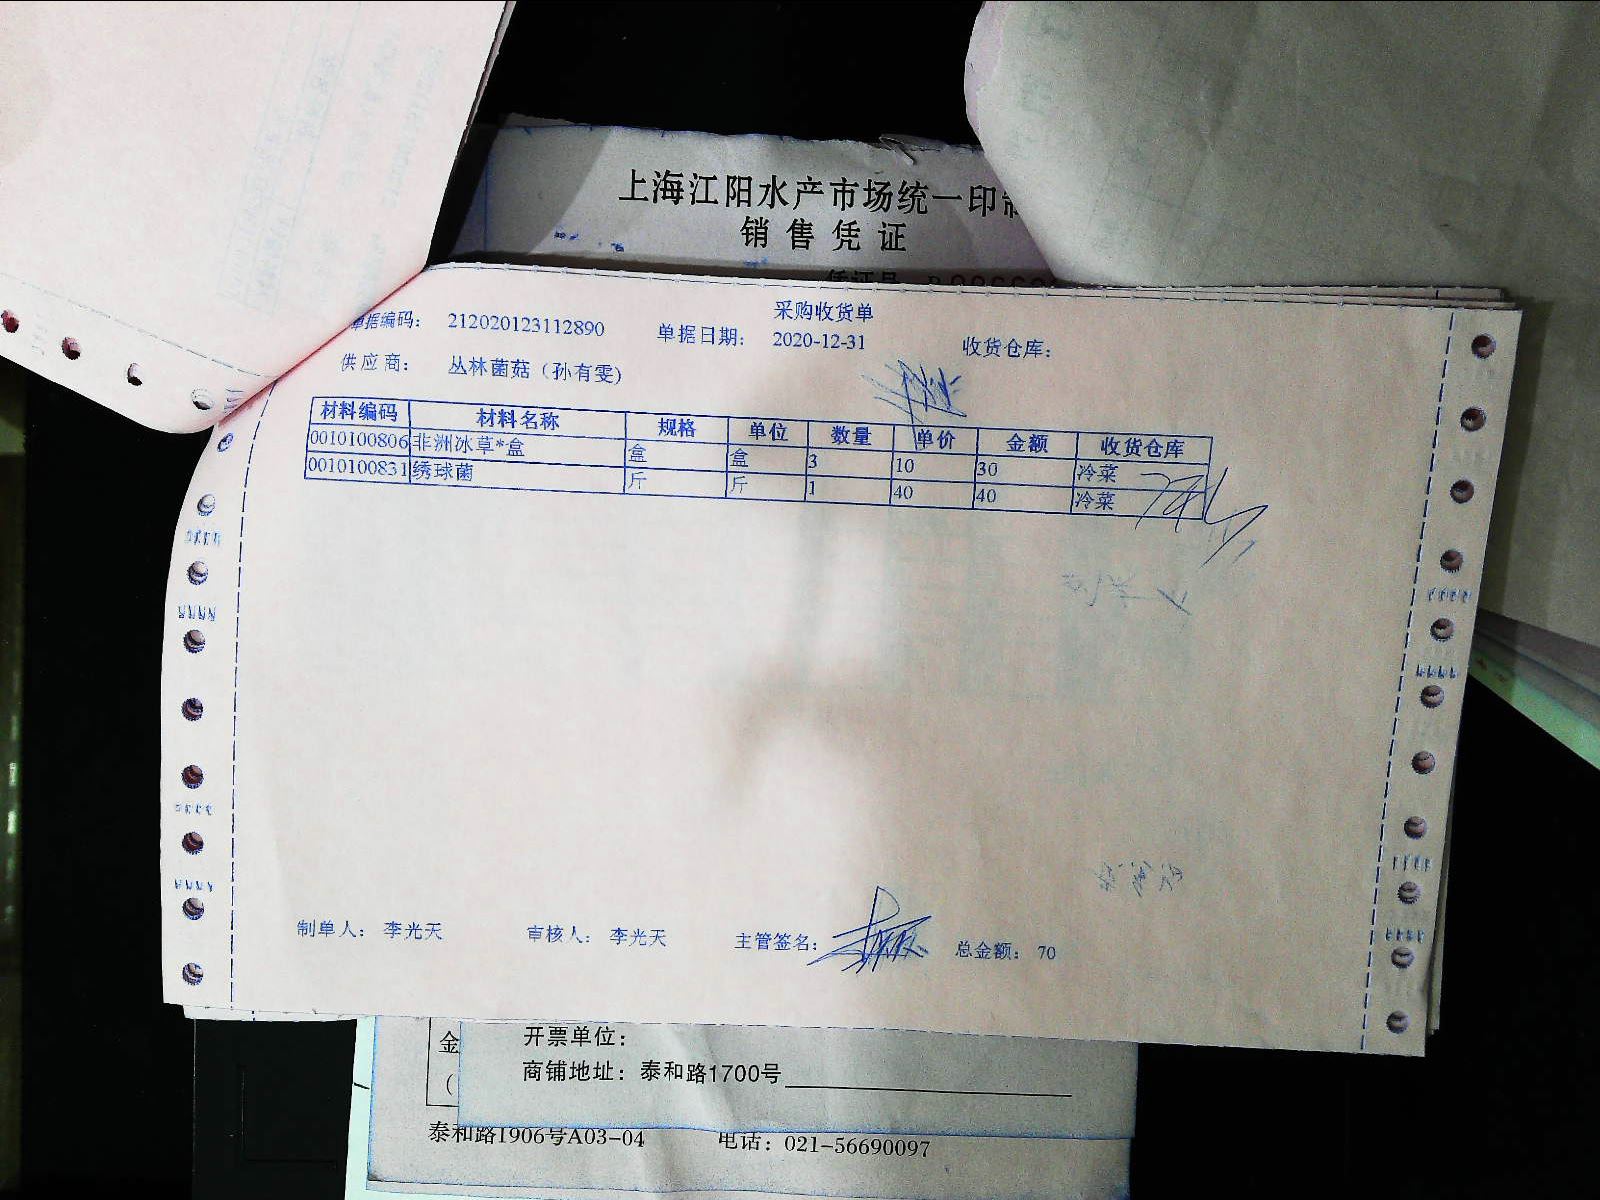 上海江阳水产市场统一印制
销售凭证
凭证号
采购收货单
单据编码： 212020123112890 单据日期： 2020-12-31 收货仓库：
供应商： 丛林菌菇（孙有雯）
材料编码 材料名称 规格 单位 数量 单价 金额 收货仓库
0010100806 非洲冰草*盒 盒 盒 3 10 30 冷菜
0010100831 绣球菌 斤 斤 1 40 40 冷菜
制单人： 李光天 审核人： 李光天 主管签名： 总金额： 70
金
开票单位：
（
商铺地址：泰和路1700号
泰和路1906号A03-04 电话：021-56690097